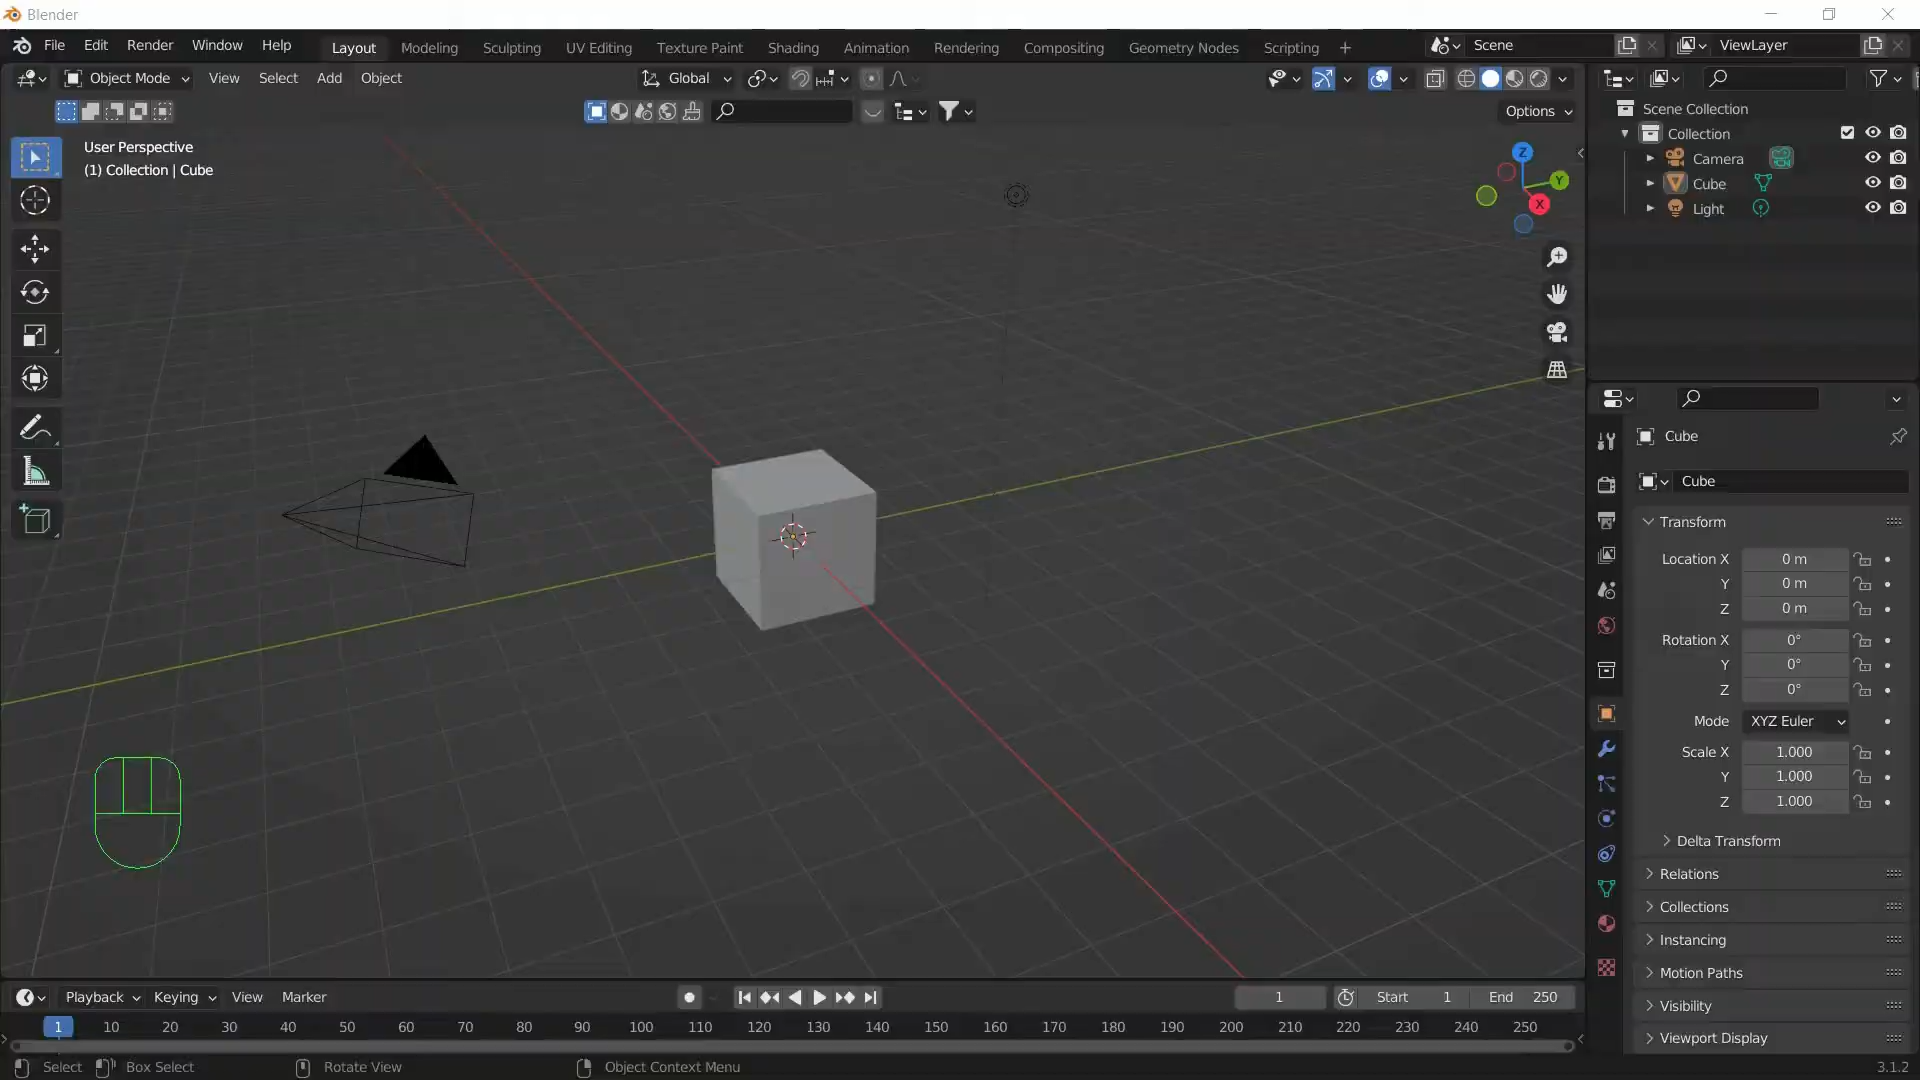 Blender
File Edit Render Window Help Layout Modeling Sculpting UV Editing Texture Paint Shading Animation Rendering Compositing Geometry Nodes Scripting + Scene ViewLayer
Object Mode View Select Add Object Global
Options
User Perspective
(1) Collection | Cube
Z
Y
X
Scene Collection
Collection
Camera
Cube
Light
Cube
Cube
Transform
Location X 0 m
Y 0 m
Z 0 m
Rotation X 0°
Y 0°
Z 0°
Mode XYZ Euler
Scale X 1.000
Y 1.000
Z 1.000
Delta Transform
Relations
Collections
Instancing
Motion Paths
Visibility
Viewport Display
Playback Keying View Marker 1 Start 1 End 250
1 10 20 30 40 50 60 70 80 90 100 110 120 130 140 150 160 170 180 190 200 210 220 230 240 250
Select Box Select Rotate View Object Context Menu 3.1.2